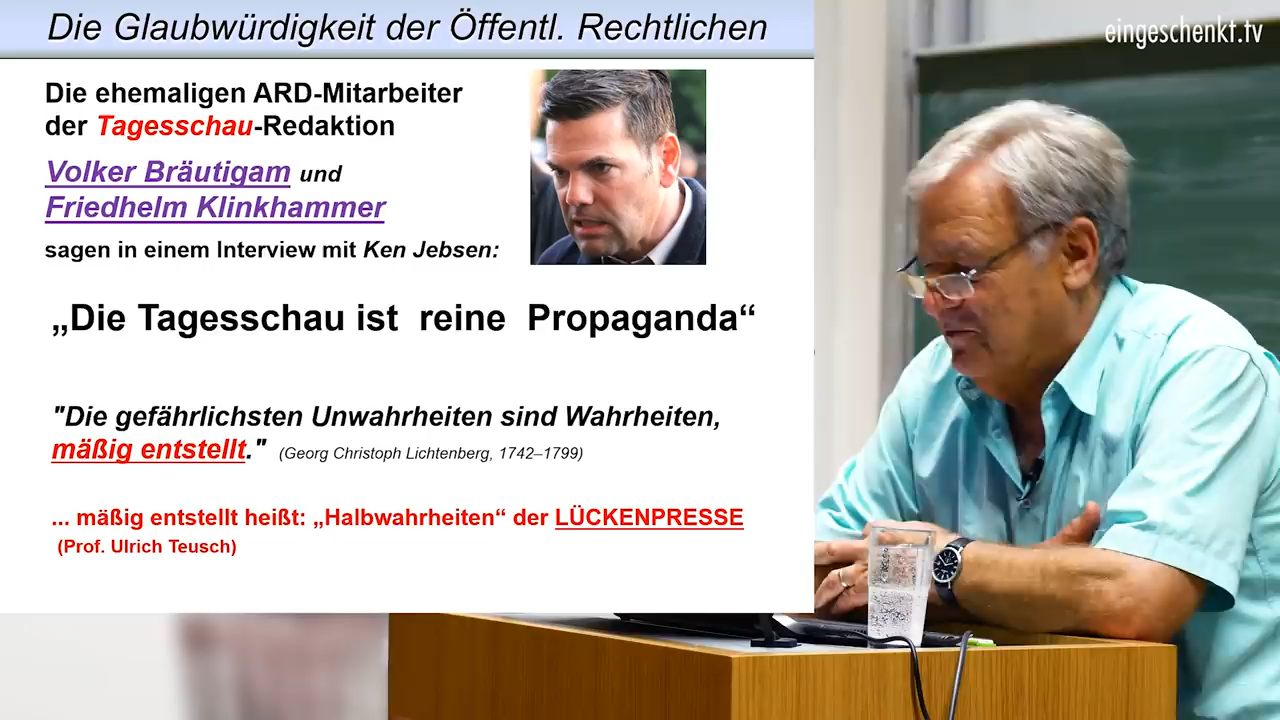 Die Glaubwürdigkeit der Öffentl. Rechtlichen
eingeschenkt.tv
Die ehemaligen ARD-Mitarbeiter
der Tagesschau-Redaktion
Volker Bräutigam und
Friedhelm Klinkhammer
sagen in einem Interview mit Ken Jebsen:
„Die Tagesschau ist reine Propaganda“
"Die gefährlichsten Unwahrheiten sind Wahrheiten,
mäßig entstellt." (Georg Christoph Lichtenberg, 1742–1799)
... mäßig entstellt heißt: „Halbwahrheiten“ der LÜCKENPRESSE
(Prof. Ulrich Teusch)